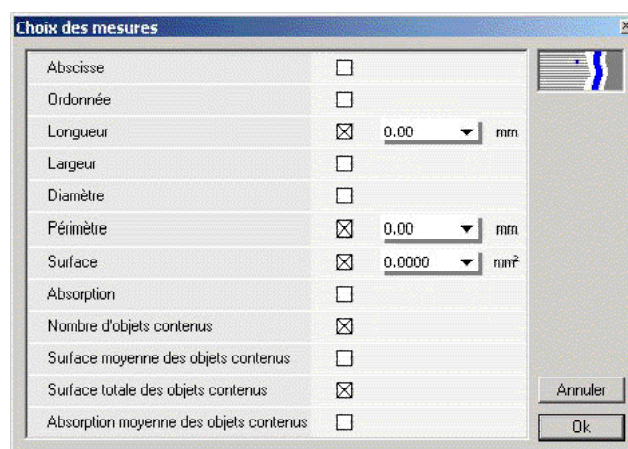 Choix des mesures
Abscisse
Ordonnée
Longueur 0.00 mm
Largeur
Diamètre
Périmètre 0.00 mm
Surface 0.0000 mm²
Absorption
Nombre d'objets contenus
Surface moyenne des objets contenus
Surface totale des objets contenus
Absorption moyenne des objets contenus
Annuler
Ok